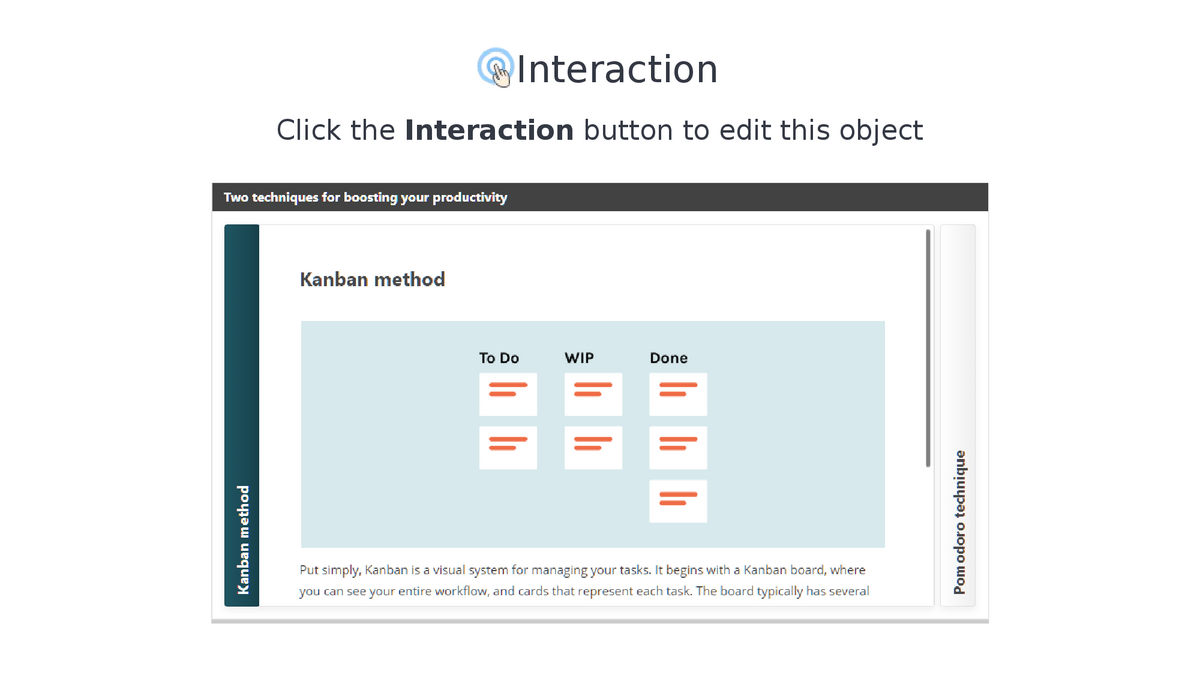 Interaction
Click the Interaction button to edit this object
Two techniques for boosting your productivity
Kanban method
Kanban method
To Do WIP Done
Put simply, Kanban is a visual system for managing your tasks. It begins with a Kanban board, where
you can see your entire workflow, and cards that represent each task. The board typically has several
Pomodoro technique